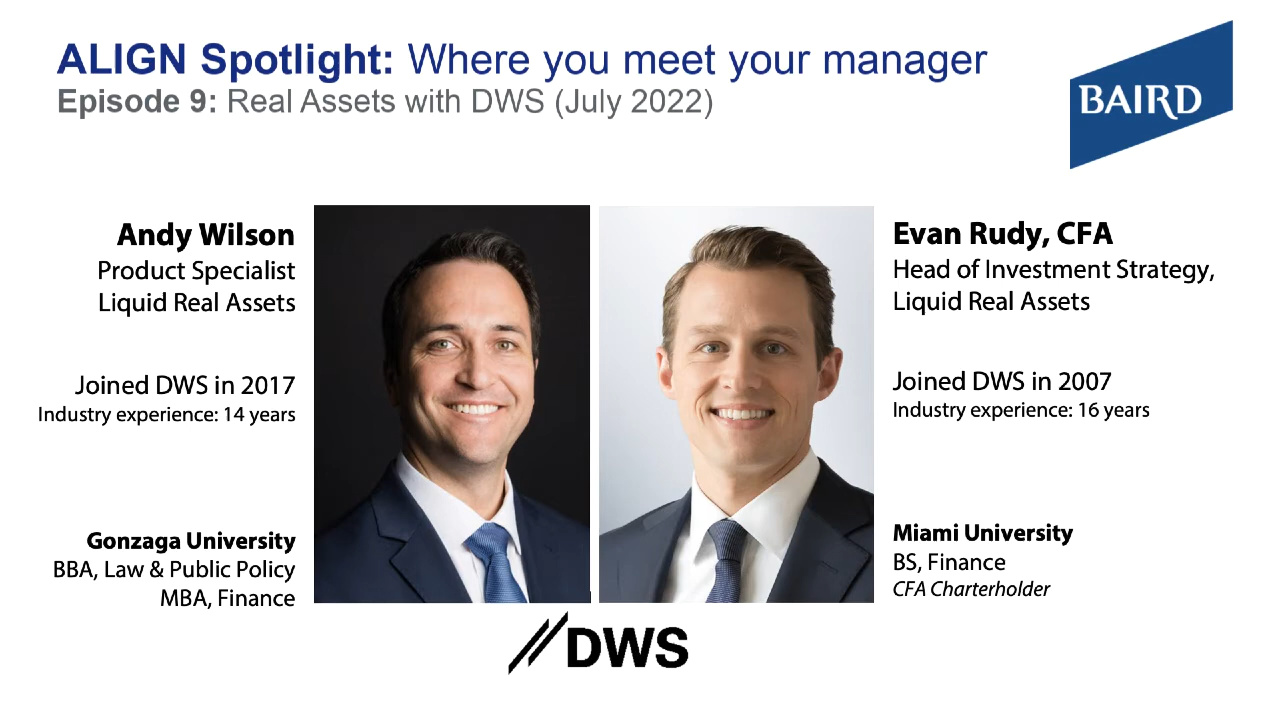 ALIGN Spotlight: Where you meet your manager
Episode 9: Real Assets with DWS (July 2022)
BAIRD
Andy Wilson
Product Specialist
Liquid Real Assets
Joined DWS in 2017
Industry experience: 14 years
Gonzaga University
BBA, Law & Public Policy
MBA, Finance
Evan Rudy, CFA
Head of Investment Strategy,
Liquid Real Assets
Joined DWS in 2007
Industry experience: 16 years
Miami University
BS, Finance
CFA Charterholder
DWS